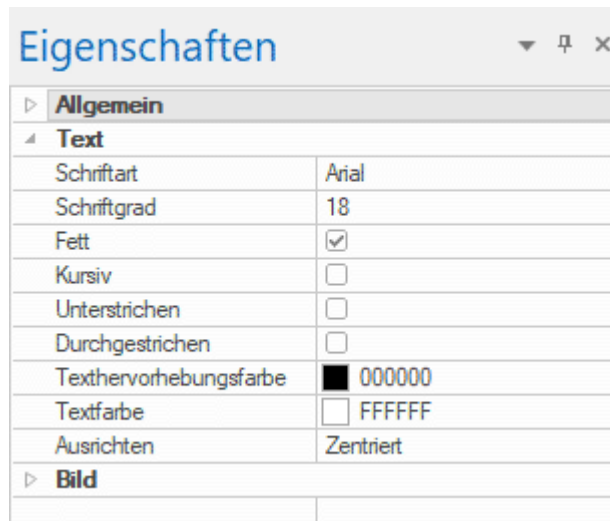 Eigenschaften
Allgemein
Text
Schriftart Arial
Schriftgrad 18
Fett
Kursiv
Unterstrichen
Durchgestrichen
Texthervorhebungsfarbe 000000
Textfarbe FFFFFF
Ausrichten Zentriert
Bild